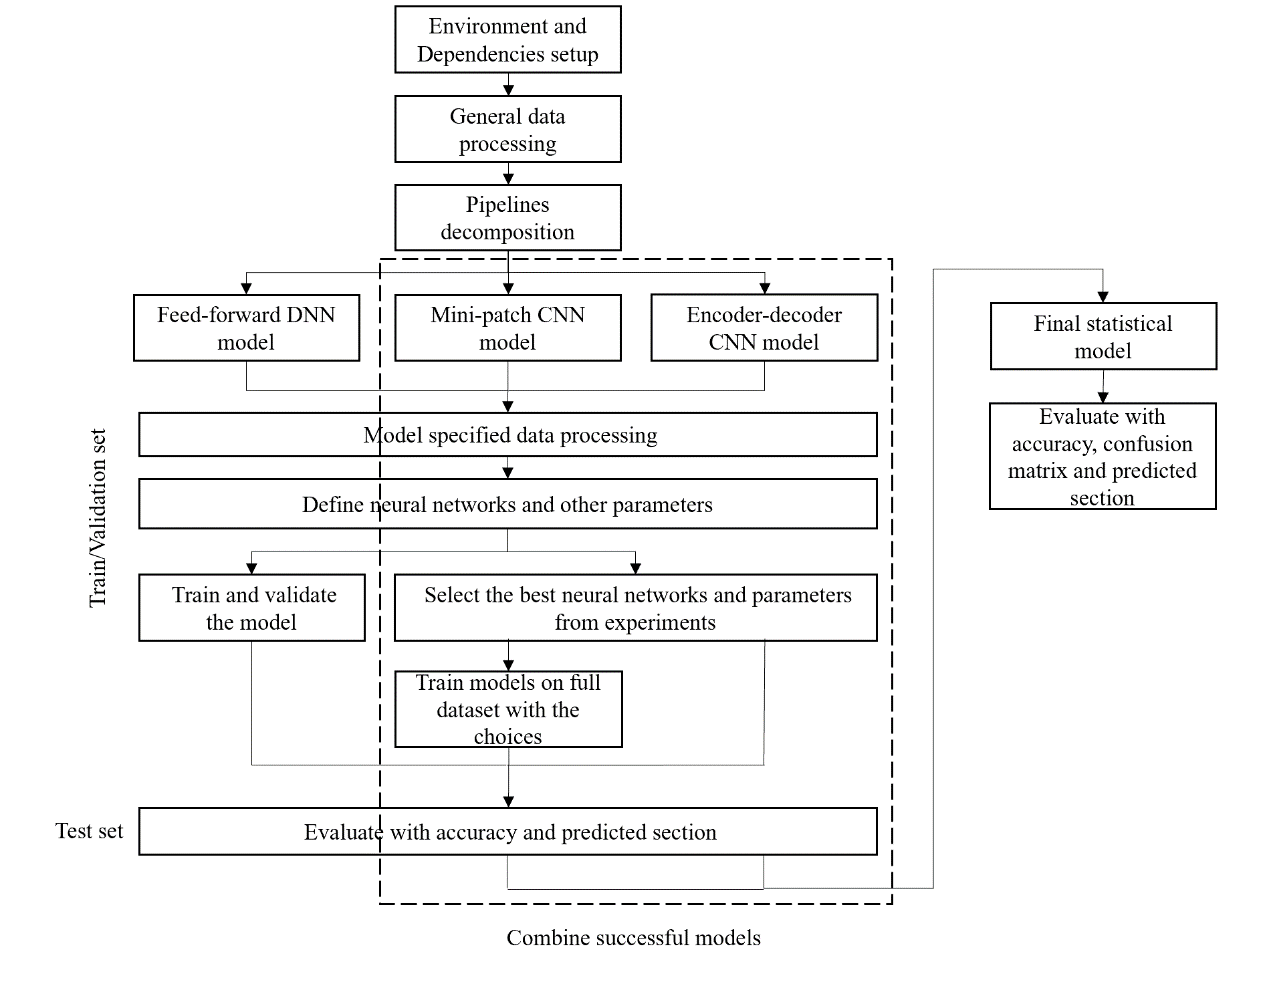 Environment and
Dependencies setup
General data
processing
Pipelines
decomposition
Feed-forward DNN
model
Mini-patch CNN
model
Encoder-decoder
CNN model
Model specified data processing
Define neural networks and other parameters
Train/Validation set
Train and validate
the model
Select the best neural networks and parameters
from experiments
Train models on full
dataset with the
choices
Test set
Evaluate with accuracy and predicted section
Combine successful models
Final statistical
model
Evaluate with
accuracy, confusion
matrix and predicted
section